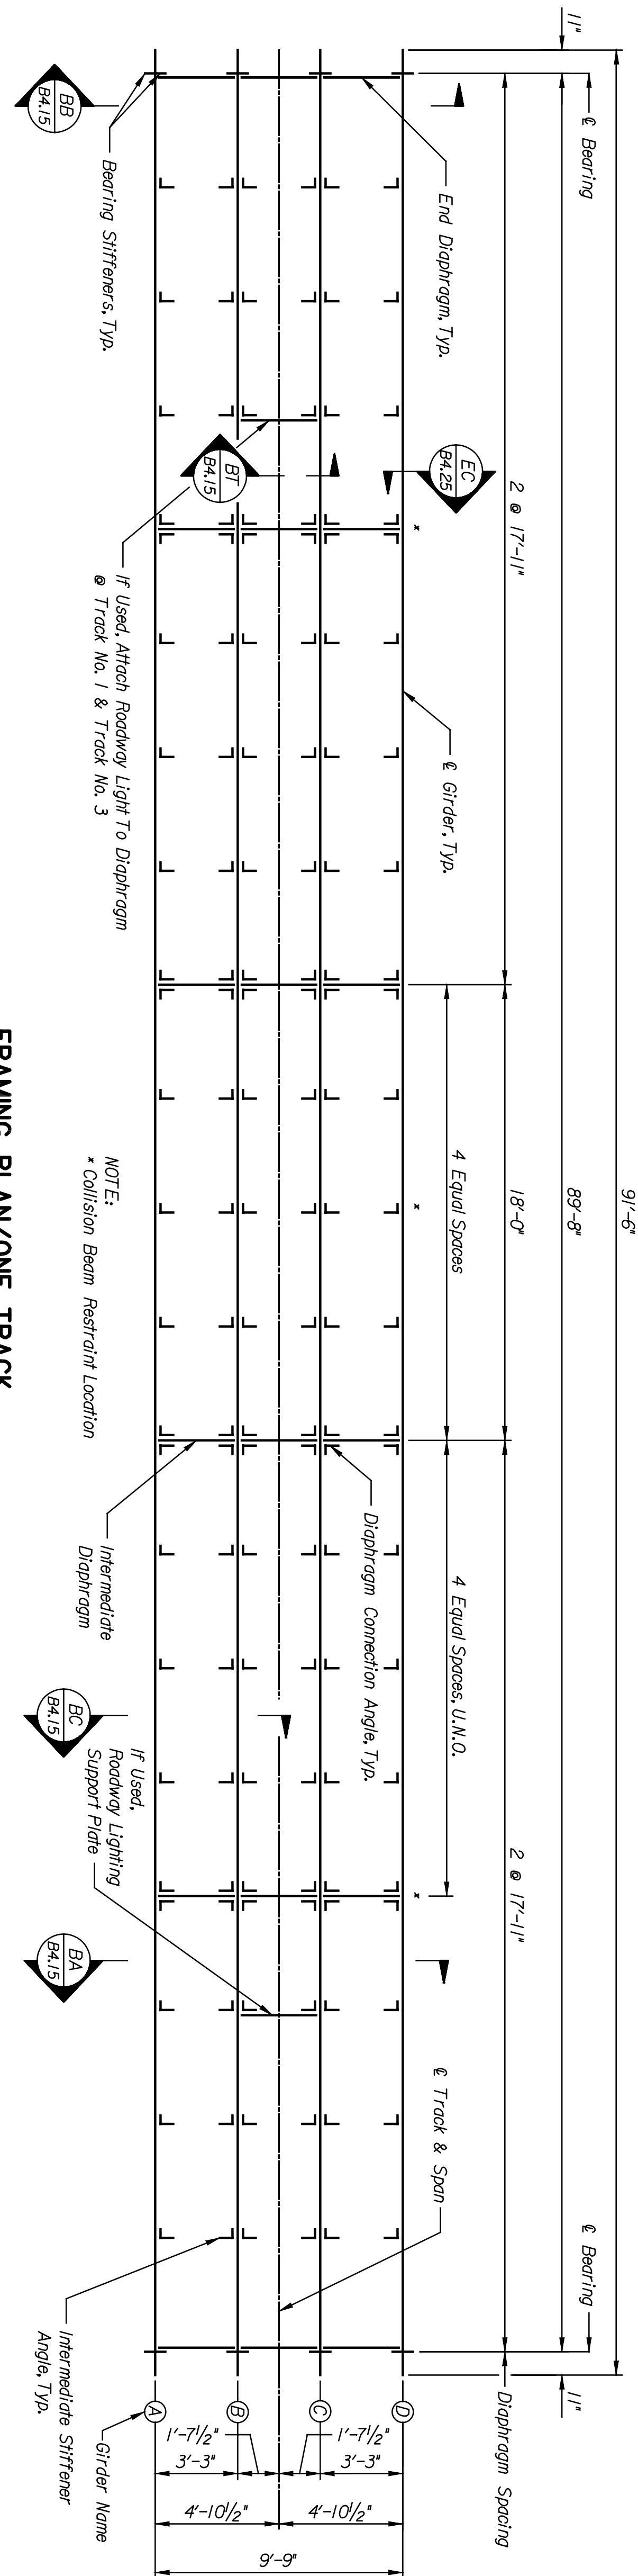 91'-6"
11"
89'-8"
11"
℄ Bearing
℄ Bearing
2 @ 17'-11"
18'-0"
2 @ 17'-11"
Diaphragm Spacing
4 Equal Spaces
4 Equal Spaces, U.N.O.
End Diaphragm, Typ.
EC
B4.25
℄ Girder, Typ.
Diaphragm Connection Angle, Typ.
℄ Track & Span
*
*
*
BB
B4.15
Bearing Stiffeners, Typ.
BT
B4.15
If Used, Attach Roadway Light To Diaphragm
@ Track No. 1 & Track No. 3
NOTE:
* Collision Beam Restraint Location
Intermediate
Diaphragm
BC
B4.15
If Used,
Roadway Lighting
Support Plate
BA
B4.15
Intermediate Stiffener
Angle, Typ.
Girder Name
A
B
C
D
1'-7½"
1'-7½"
3'-3"
3'-3"
4'-10½"
4'-10½"
9'-9"
FRAMING PLAN/ONE TRACK